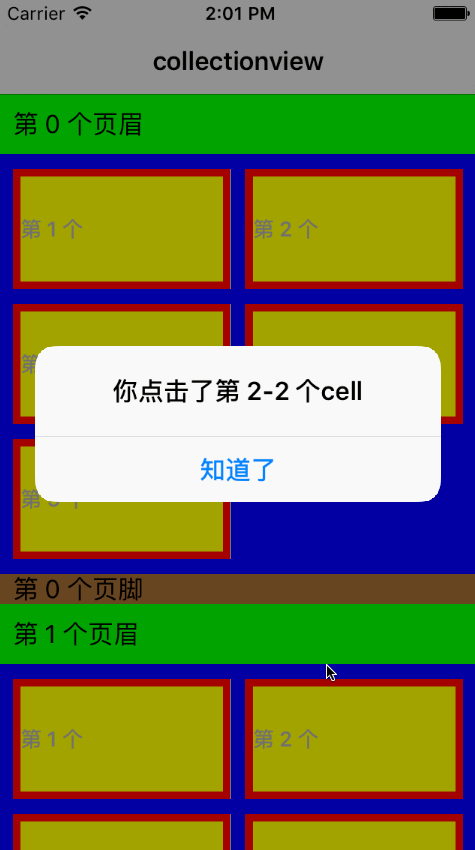 Carrier 2:01 PM
collectionview
第 0 个页眉
第 1 个 第 2 个
你点击了第 2-2 个cell
知道了
第 0 个页脚
第 1 个页眉
第 1 个 第 2 个